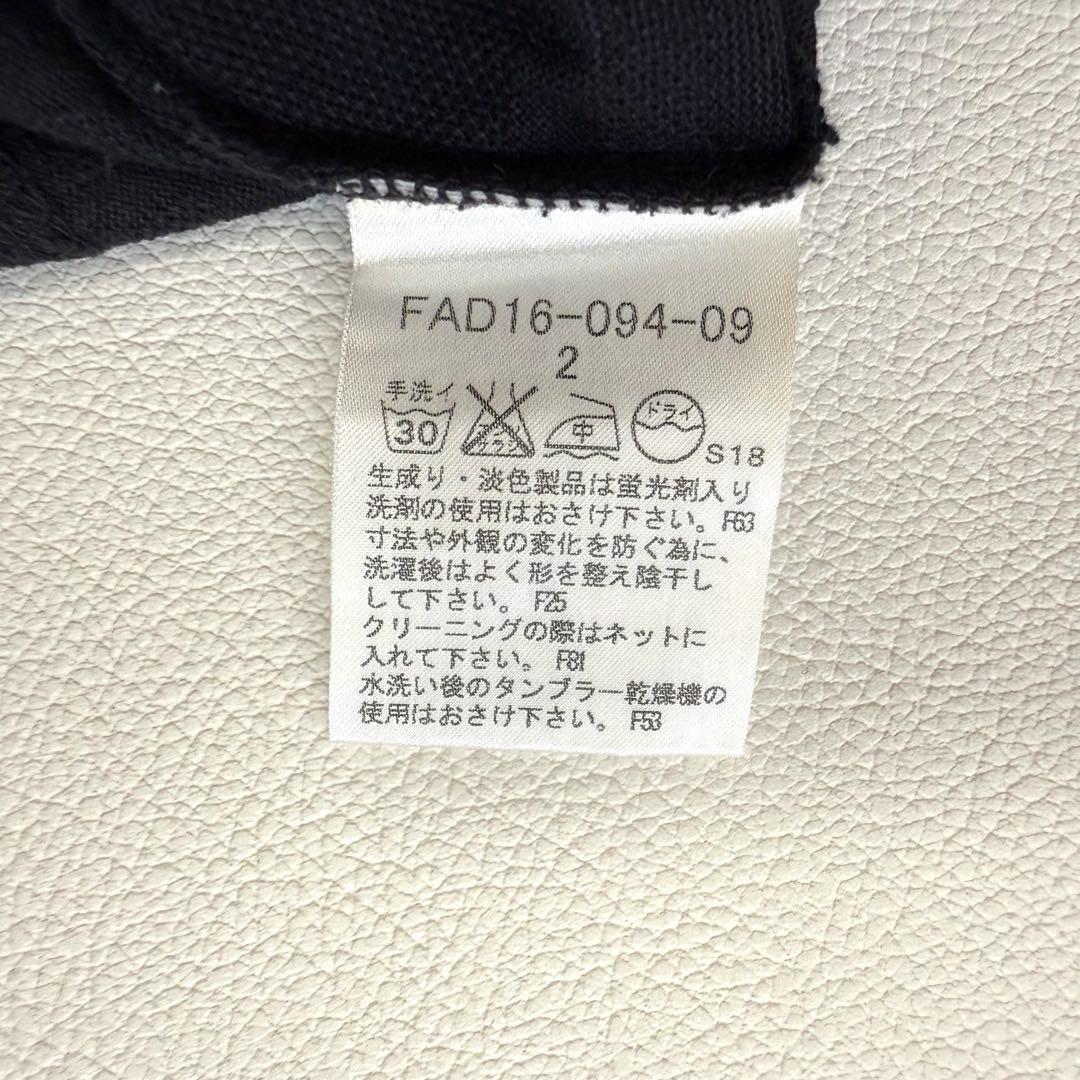 FAD16-094-09
2
手洗イ
30
エンソ
サラシ
中
ドライ
S18
生成り・淡色製品は蛍光剤入り
洗剤の使用はおさけ下さい。F63
寸法や外観の変化を防ぐ為に、
洗濯後はよく形を整え陰干し
して下さい。F25
クリーニングの際はネットに
入れて下さい。F81
水洗い後のタンブラー乾燥機の
使用はおさけ下さい。F53